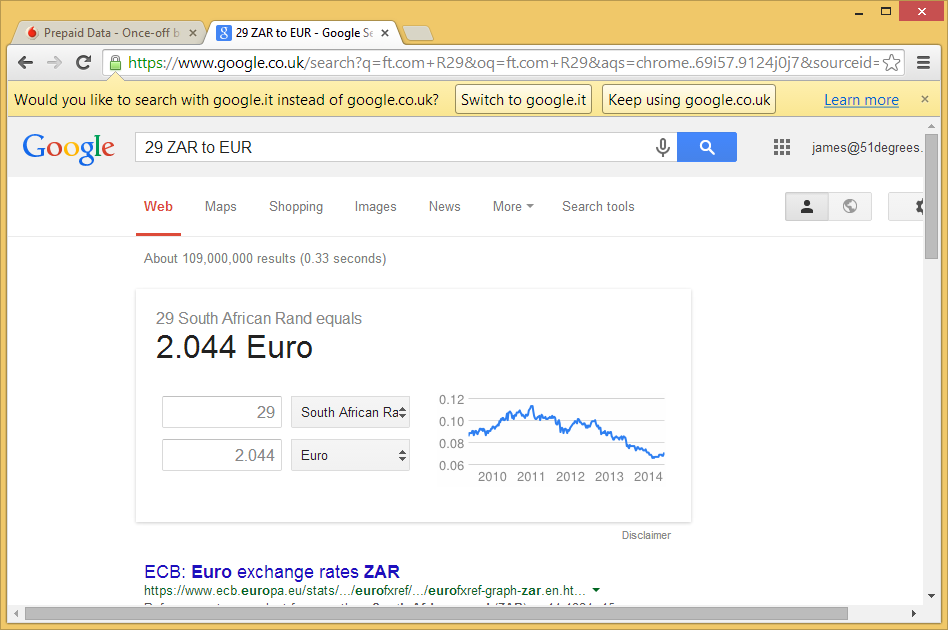 Prepaid Data - Once-off b
29 ZAR to EUR - Google Se
https://www.google.co.uk/search?q=ft.com+R29&oq=ft.com+R29&aqs=chrome..69i57.9124j0j7&sourceid=
Would you like to search with google.it instead of google.co.uk? Switch to google.it Keep using google.co.uk Learn more
Google 29 ZAR to EUR james@51degrees.
Web Maps Shopping Images News More Search tools
About 109,000,000 results (0.33 seconds)
29 South African Rand equals
2.044 Euro
29 South African Ra
2.044 Euro
0.12
0.10
0.08
0.06
2010 2011 2012 2013 2014
Disclaimer
ECB: Euro exchange rates ZAR
https://www.ecb.europa.eu/stats/.../eurofxref/.../eurofxref-graph-zar.en.ht...